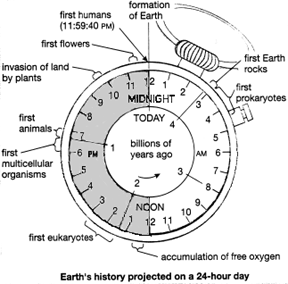 formation
of Earth
first humans
(11:59:40 PM)
first flowers
invasion of land
by plants
first
animals
first
multicellular
organisms
first eukaryotes
accumulation of free oxygen
first Earth
rocks
first
prokaryotes
12
1
2
3
4
5
6
AM
7
8
9
10
11
12
1
2
3
4
5
6
PM
7
8
9
10
11
MIDNIGHT
TODAY
4
3
2
1
billions of
years ago
NOON
Earth's history projected on a 24-hour day